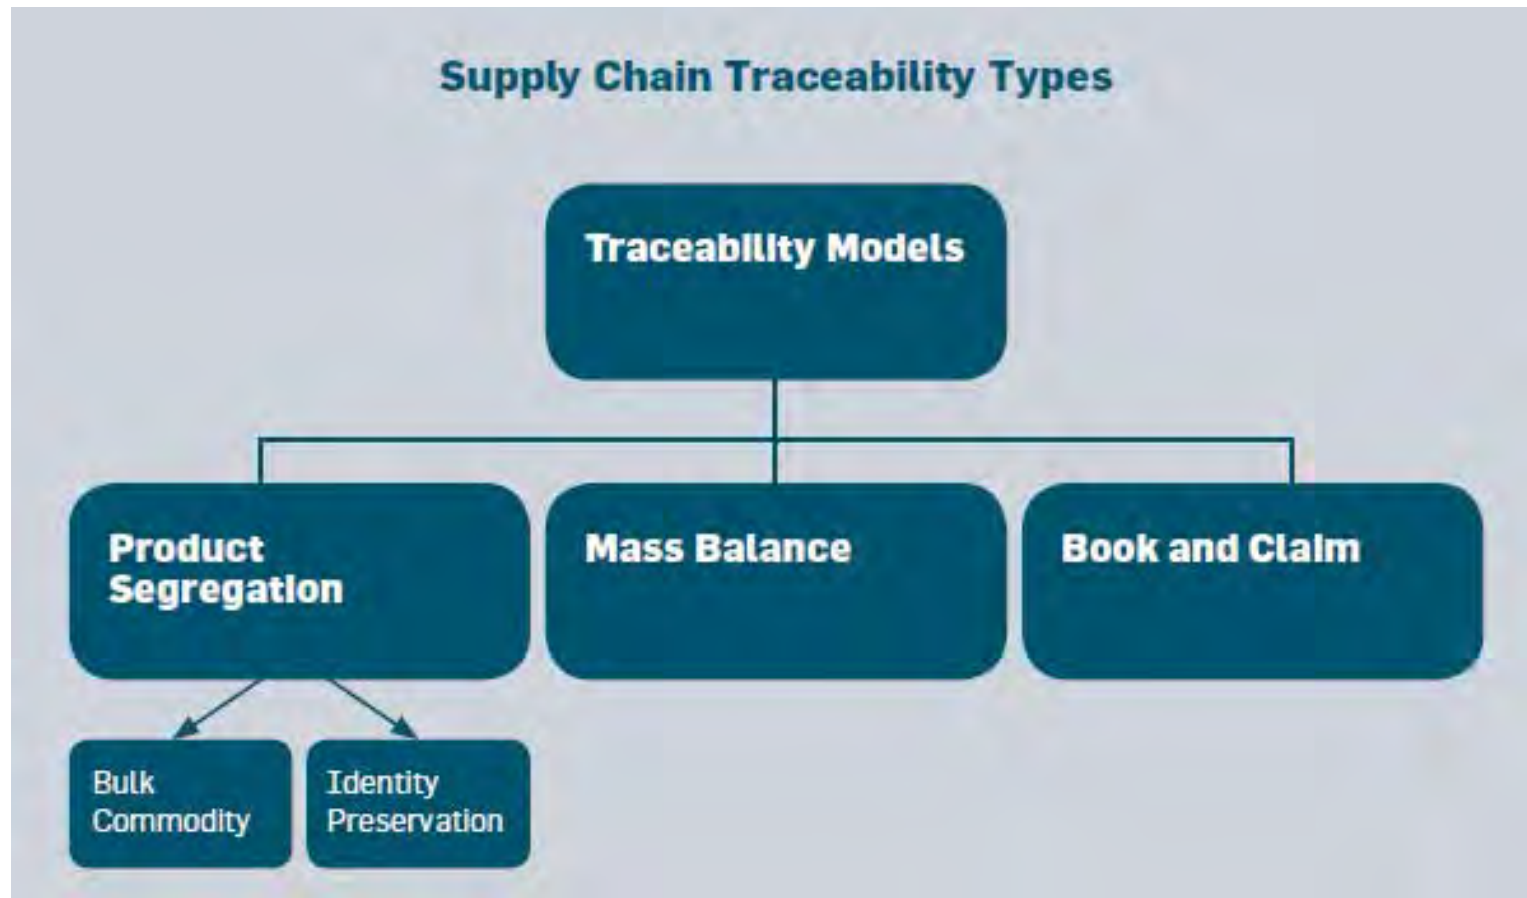 Supply Chain Traceability Types
Traceability Models
Product
Segregation
Mass Balance
Book and Claim
Bulk
Commodity
Identity
Preservation